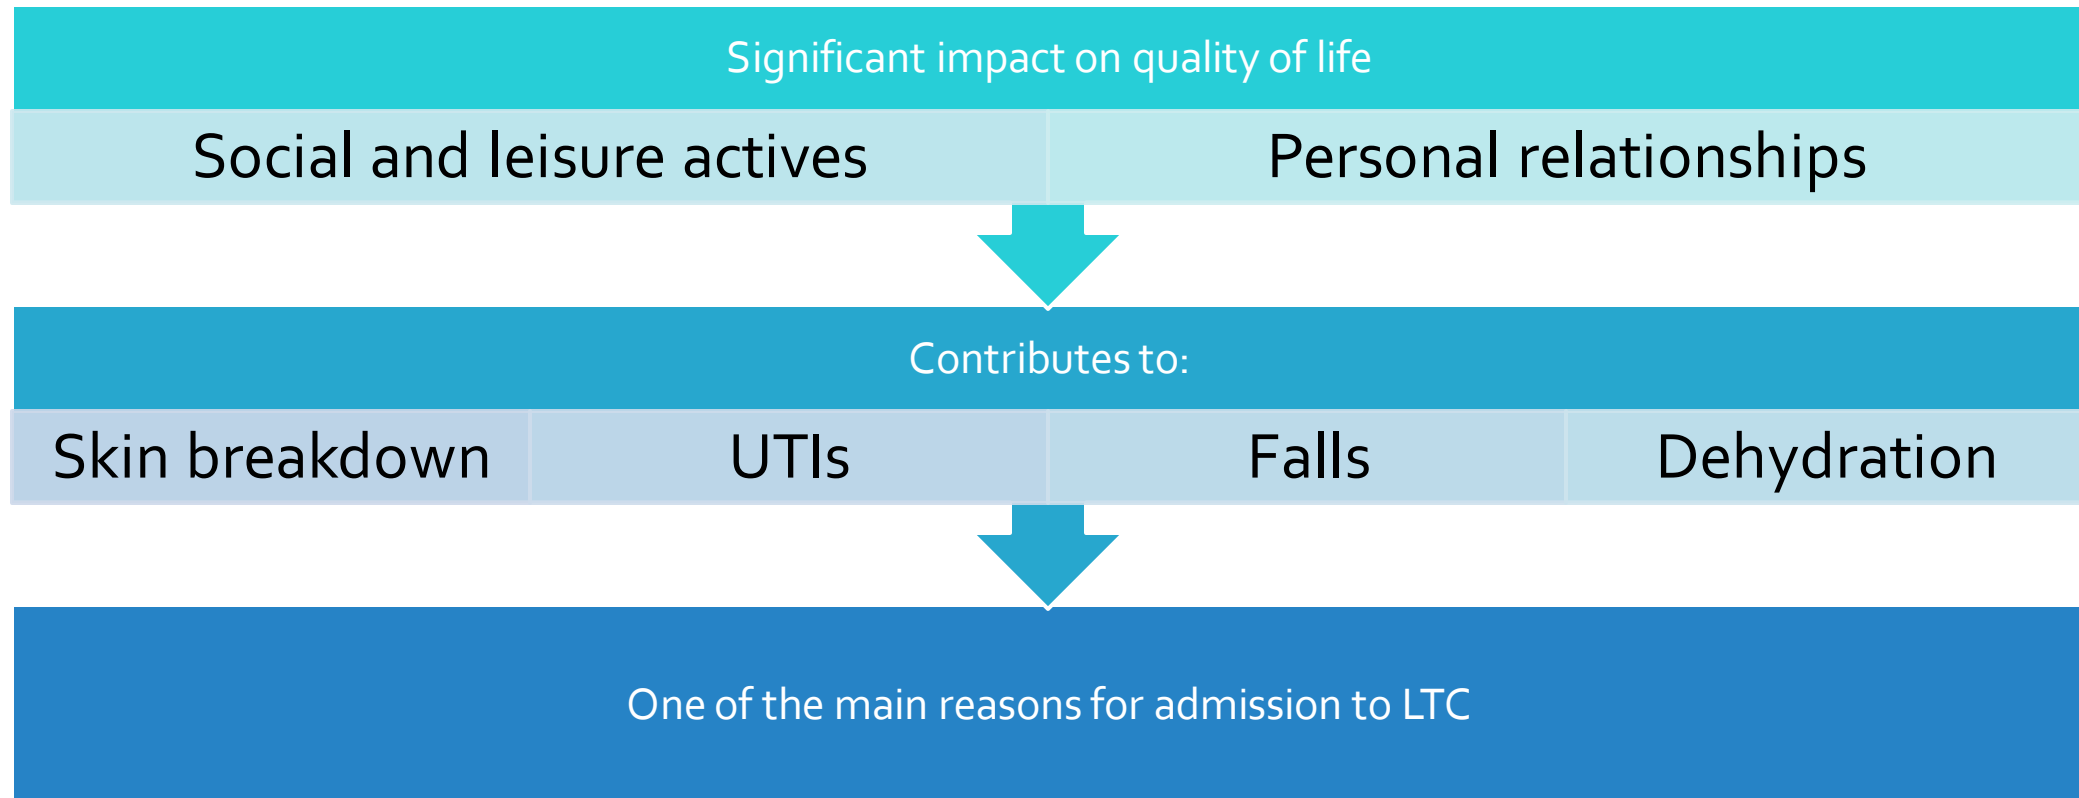 Significant impact on quality of life
Social and leisure actives
Personal relationships
Contributes to:
Skin breakdown
UTIs
Falls
Dehydration
One of the main reasons for admission to LTC